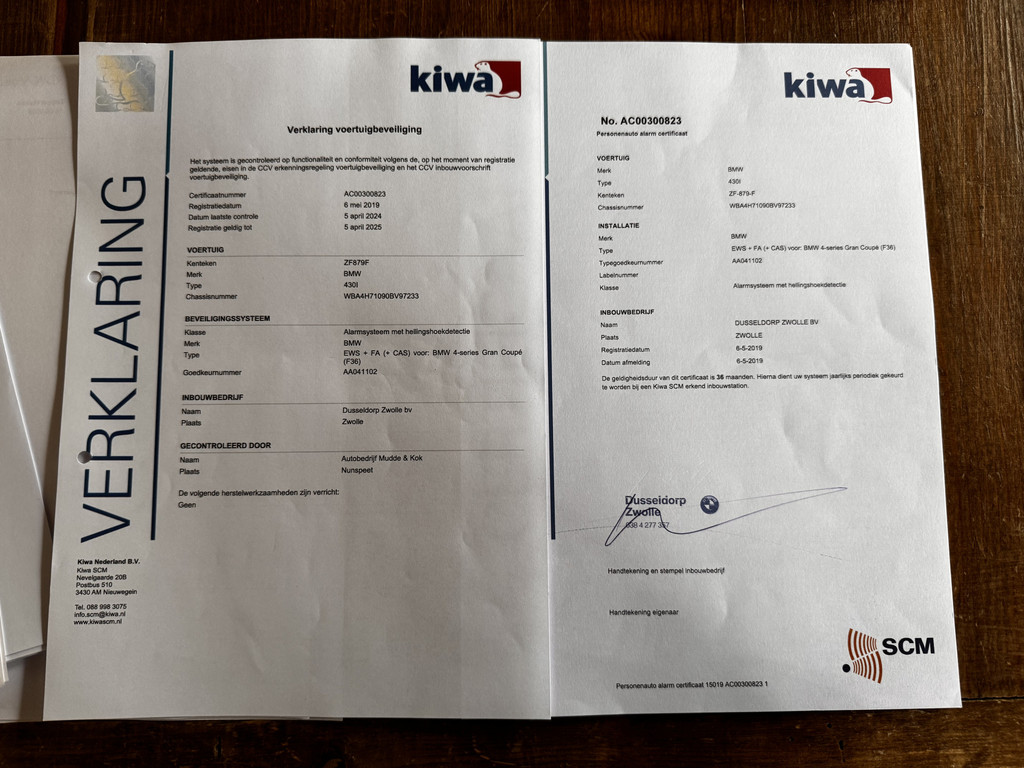 VERKLARING
Kiwa Nederland B.V.
Kiwa SCM
Nevelgaarde 20B
Postbus 510
3430 AM Nieuwegein
Tel. 088 998 3075
info.scm@kiwa.nl
www.kiwascm.nl
kiwa
Verklaring voertuigbeveiliging
Het systeem is gecontroleerd op functionaliteit en conformiteit volgens de, op het moment van registratie
geldende, eisen in de CCV erkenningsregeling voertuigbeveiliging en het CCV inbouwvoorschrift
voertuigbeveiliging.
Certificaatnummer AC00300823
Registratiedatum 6 mei 2019
Datum laatste controle 5 april 2024
Registratie geldig tot 5 april 2025
VOERTUIG
Kenteken ZF879F
Merk BMW
Type 430I
Chassisnummer WBA4H71090BV97233
BEVEILIGINGSSYSTEEM
Klasse Alarmsysteem met hellingshoekdetectie
Merk BMW
Type EWS + FA (+ CAS) voor: BMW 4-series Gran Coupé
(F36)
Goedkeurnummer AA041102
INBOUWBEDRIJF
Naam Dusseldorp Zwolle bv
Plaats Zwolle
GECONTROLEERD DOOR
Naam Autobedrijf Mudde & Kok
Plaats Nunspeet
De volgende herstelwerkzaamheden zijn verricht:
Geen
kiwa
No. AC00300823
Personenauto alarm certificaat
VOERTUIG
Merk BMW
Type 430I
Kenteken ZF-879-F
Chassisnummer WBA4H71090BV97233
INSTALLATIE
Merk BMW
Type EWS + FA (+ CAS) voor: BMW 4-series Gran Coupé (F36)
Typegoedkeurnummer AA041102
Labelnummer
Klasse Alarmsysteem met hellingshoekdetectie
INBOUWBEDRIJF
Naam DUSSELDORP ZWOLLE BV
Plaats ZWOLLE
Registratiedatum 6-5-2019
Datum afmelding 6-5-2019
De geldigheidsduur van dit certificaat is 36 maanden. Hierna dient uw systeem jaarlijks periodiek gekeurd
te worden bij een Kiwa SCM erkend inbouwstation.
Dusseldorp
Zwolle
038 4 277 357
Handtekening en stempel inbouwbedrijf
Handtekening eigenaar
SCM
Personenauto alarm certificaat 15019 AC00300823 1